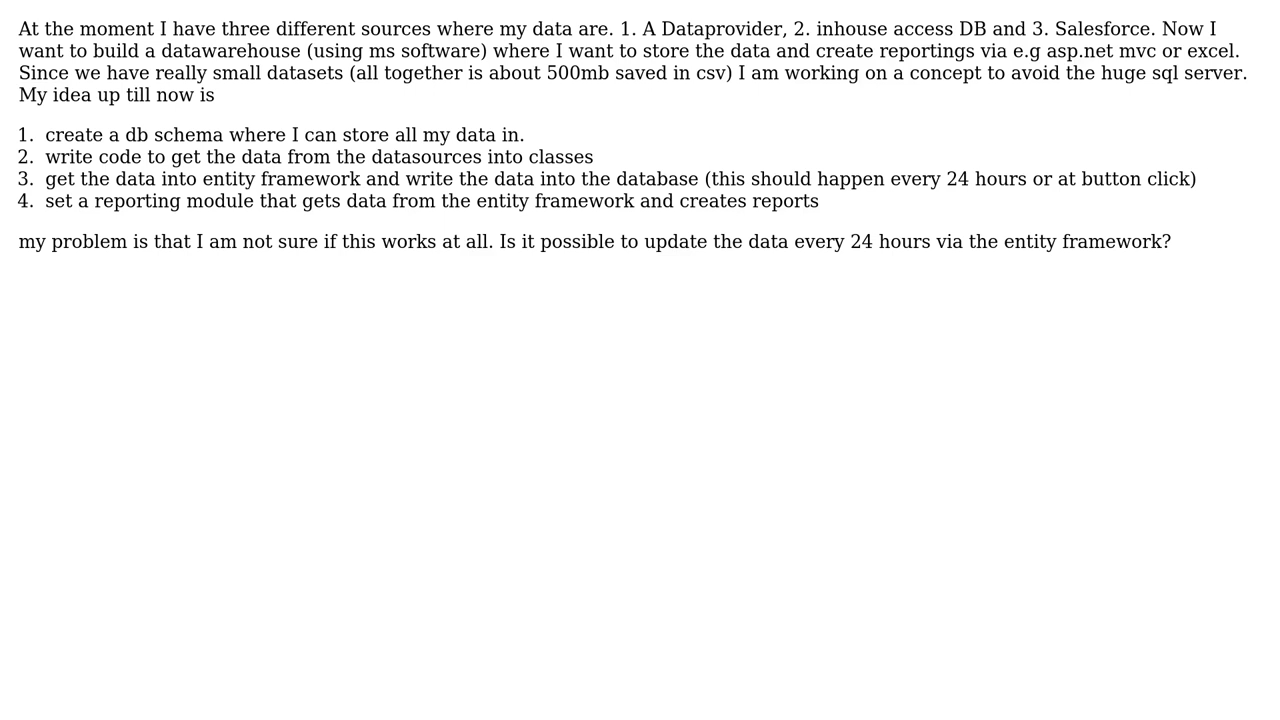 At the moment I have three different sources where my data are. 1. A Dataprovider, 2. inhouse access DB and 3. Salesforce. Now I
want to build a datawarehouse (using ms software) where I want to store the data and create reportings via e.g asp.net mvc or excel.
Since we have really small datasets (all together is about 500mb saved in csv) I am working on a concept to avoid the huge sql server.
My idea up till now is
1. create a db schema where I can store all my data in.
2. write code to get the data from the datasources into classes
3. get the data into entity framework and write the data into the database (this should happen every 24 hours or at button click)
4. set a reporting module that gets data from the entity framework and creates reports
my problem is that I am not sure if this works at all. Is it possible to update the data every 24 hours via the entity framework?